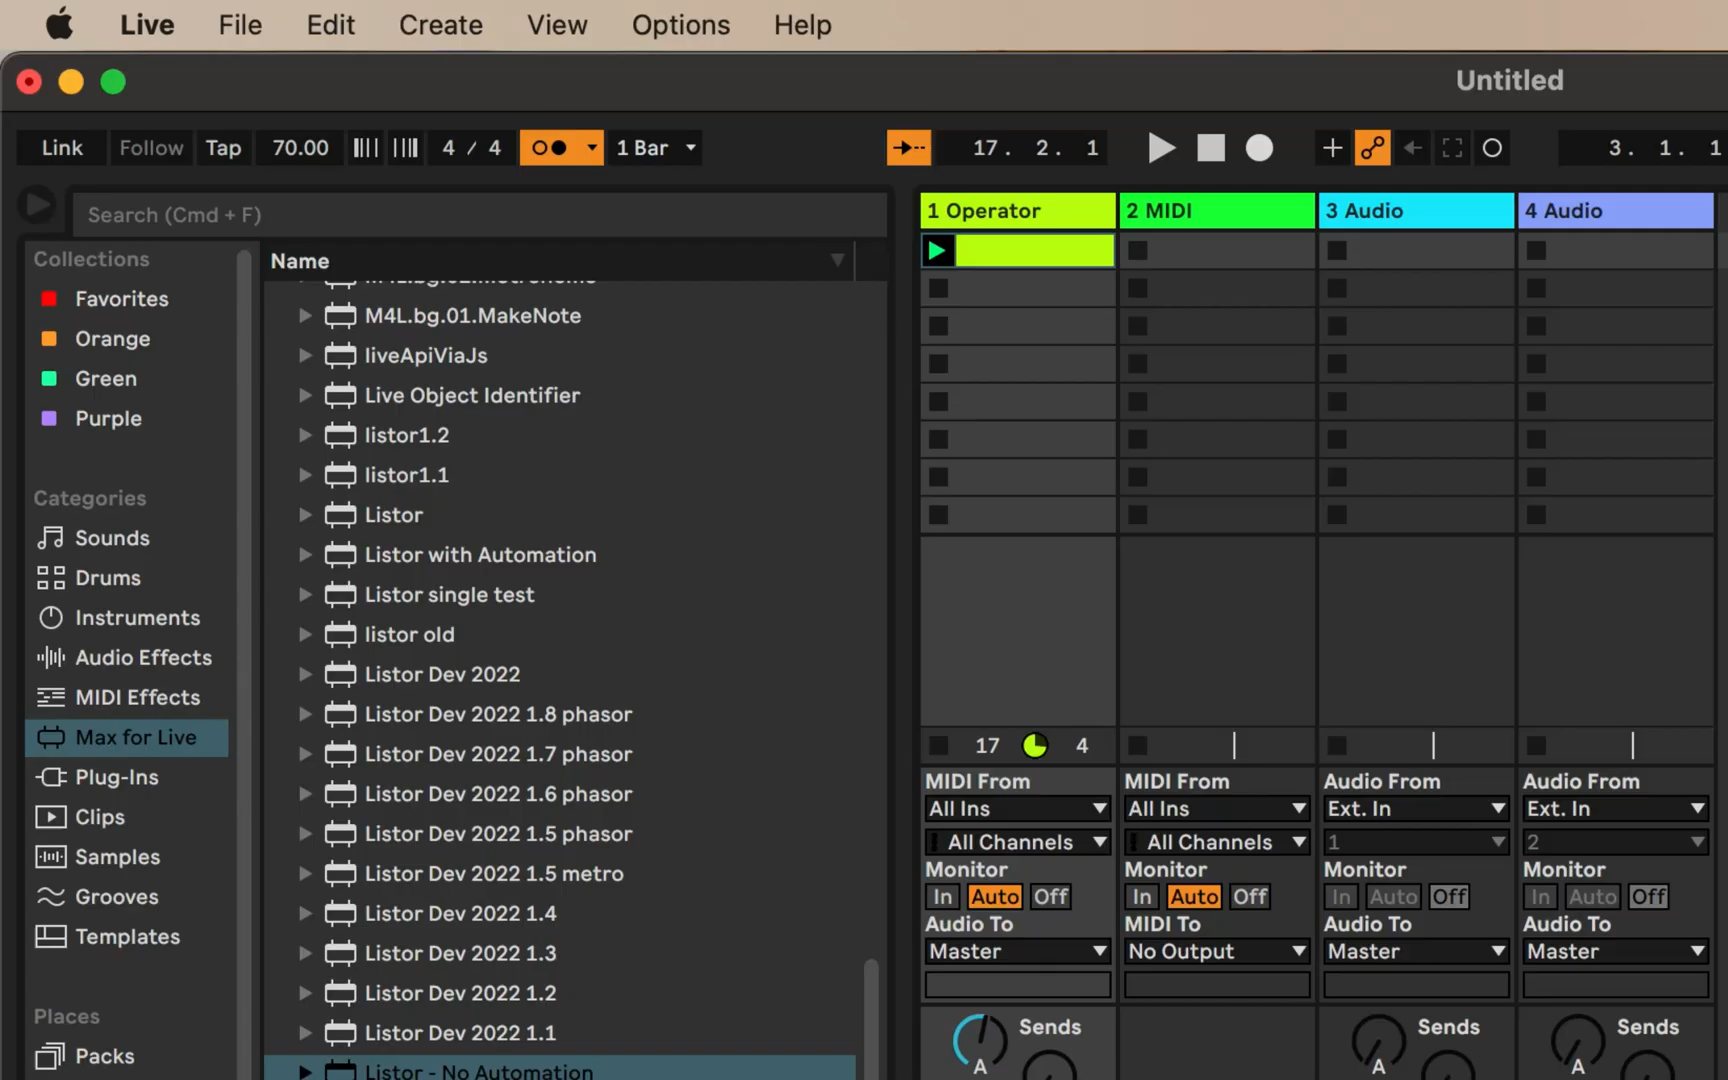 Live File Edit Create View Options Help
Untitled
Link Follow Tap 70.00 4 / 4 1 Bar 17. 2. 1 3. 1. 1
Search (Cmd + F)
Collections
Favorites
Orange
Green
Purple
Categories
Sounds
Drums
Instruments
Audio Effects
MIDI Effects
Max for Live
Plug-Ins
Clips
Samples
Grooves
Templates
Places
Packs
Name
M4L.bg.01.MakeNote
liveApiViaJs
Live Object Identifier
listor1.2
listor1.1
Listor
Listor with Automation
Listor single test
listor old
Listor Dev 2022
Listor Dev 2022 1.8 phasor
Listor Dev 2022 1.7 phasor
Listor Dev 2022 1.6 phasor
Listor Dev 2022 1.5 phasor
Listor Dev 2022 1.5 metro
Listor Dev 2022 1.4
Listor Dev 2022 1.3
Listor Dev 2022 1.2
Listor Dev 2022 1.1
Listor - No Automation
1 Operator 2 MIDI 3 Audio 4 Audio
17 4
MIDI From MIDI From Audio From Audio From
All Ins All Ins Ext. In Ext. In
All Channels All Channels 1 2
Monitor Monitor Monitor Monitor
In Auto Off In Auto Off In Auto Off In Auto Off
Audio To MIDI To Audio To Audio To
Master No Output Master Master
Sends Sends Sends
A A A